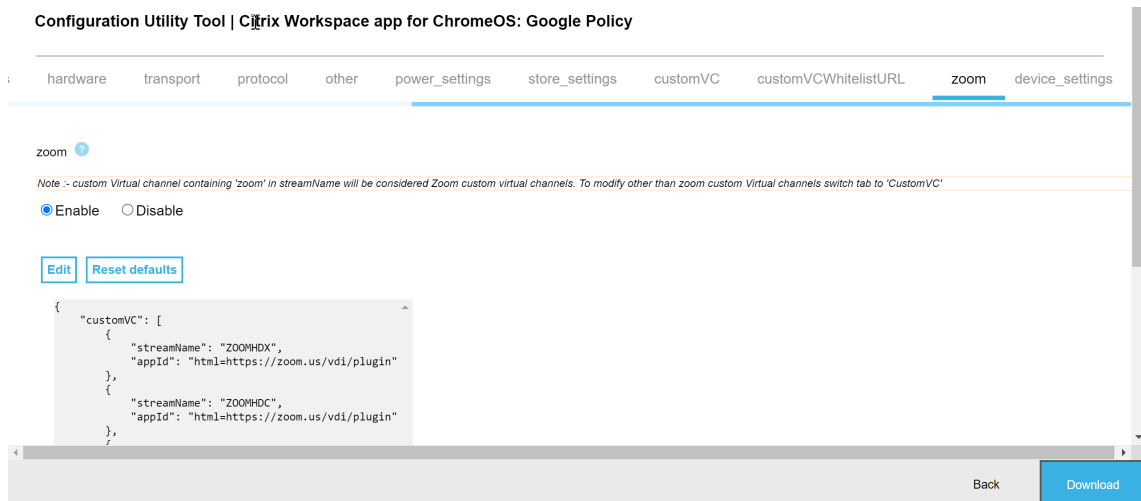 Configuration Utility Tool | Citrix Workspace app for ChromeOS: Google Policy
hardware transport protocol other power_settings store_settings customVC customVCWhitelistURL zoom device_settings
zoom ?
Note :- custom Virtual channel containing 'zoom' in streamName will be considered Zoom custom virtual channels. To modify other than zoom custom Virtual channels switch tab to 'CustomVC'
Enable Disable
Edit Reset defaults
{
"customVC": [
{
"streamName": "ZOOMHDX",
"appId": "html=https://zoom.us/vdi/plugin"
},
{
"streamName": "ZOOMHDC",
"appId": "html=https://zoom.us/vdi/plugin"
},
{
Back Download